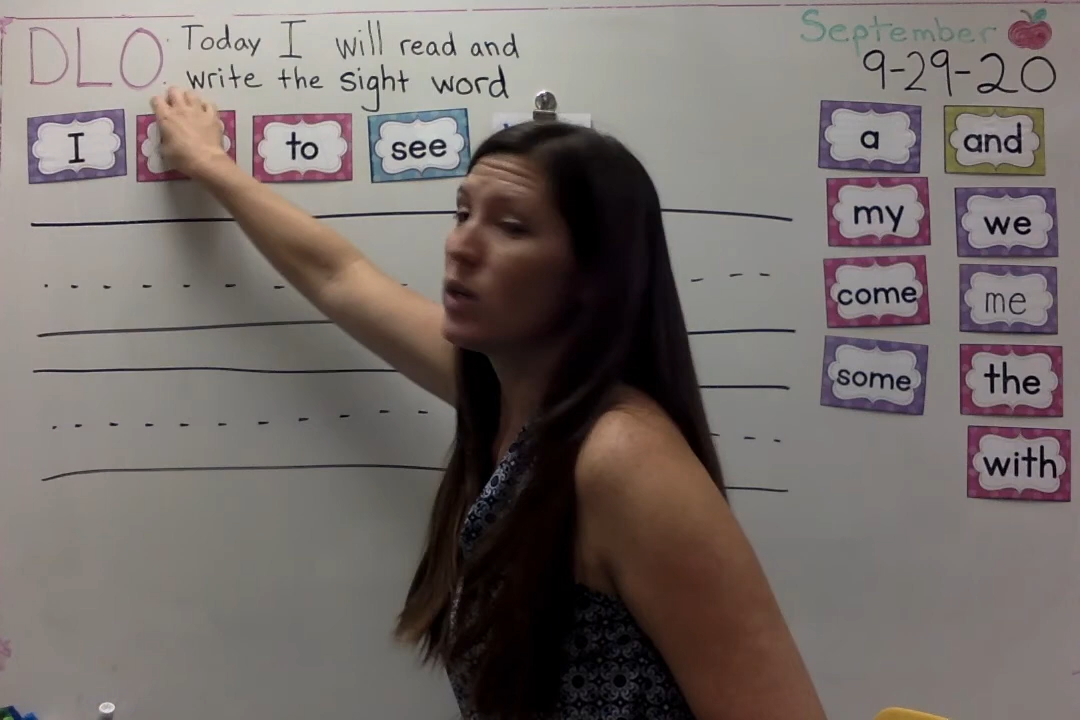 DLO: Today I will read and
write the sight word
September
9-29-20
I to see
a and
my we
come me
some the
with